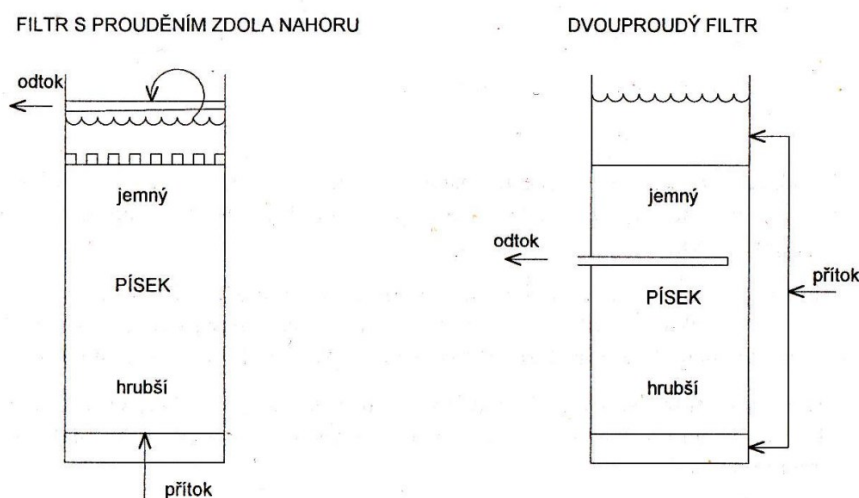 FILTR S PROUDĚNÍM ZDOLA NAHORU
odtok
jemný
PÍSEK
hrubší
přítok
DVOUPROUDÝ FILTR
jemný
odtok
přítok
PÍSEK
hrubší